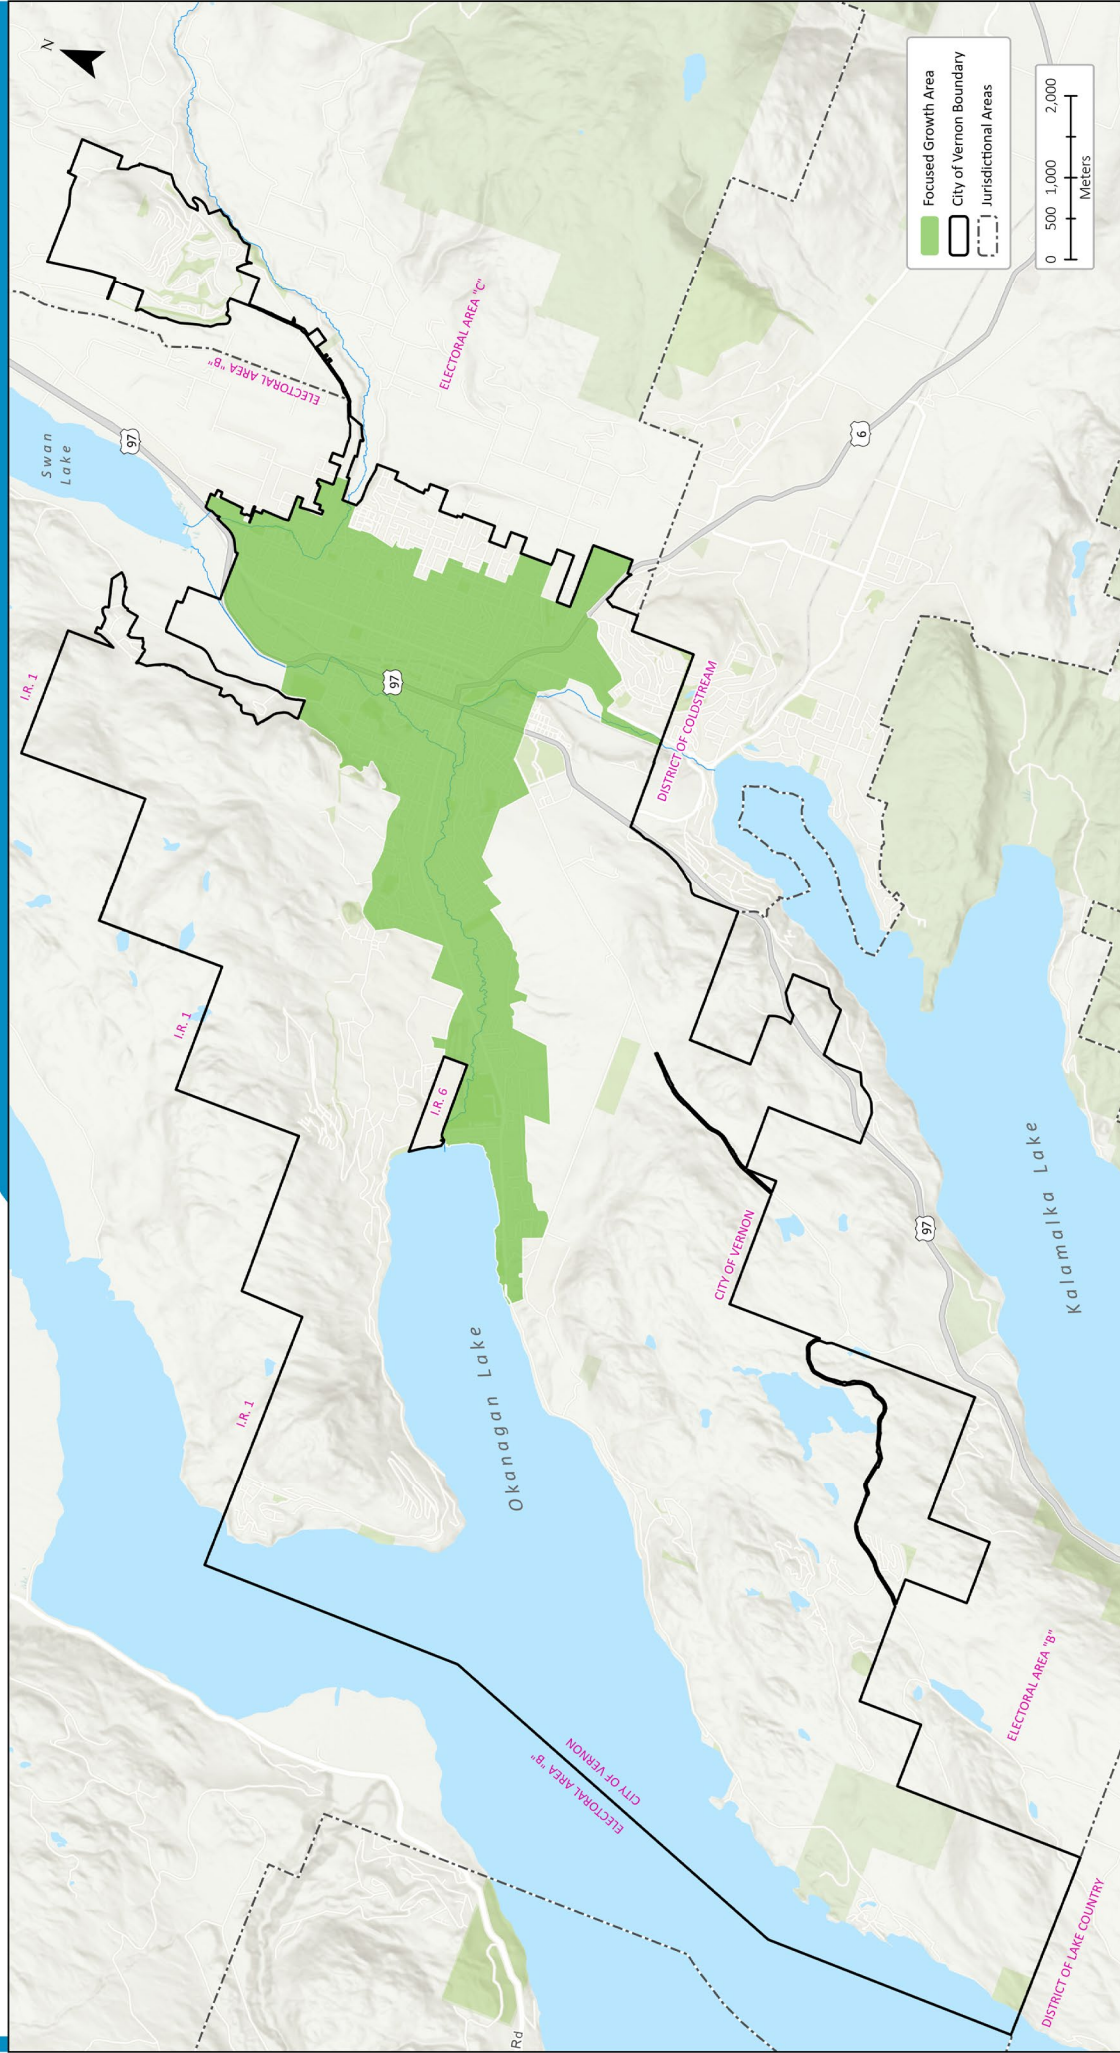 N
Swan
Lake
97
ELECTORAL AREA "B"
ELECTORAL AREA "C"
Focused Growth Area
City of Vernon Boundary
Jurisdictional Areas
0 500 1,000 2,000
Meters
6
I.R. 1
97
DISTRICT OF COLDSTREAM
I.R. 1
I.R. 6
CITY OF VERNON
97
Kalamalka Lake
I.R. 1
Okanagan Lake
CITY OF VERNON
ELECTORAL AREA "B"
ELECTORAL AREA "B"
DISTRICT OF LAKE COUNTRY
Rd